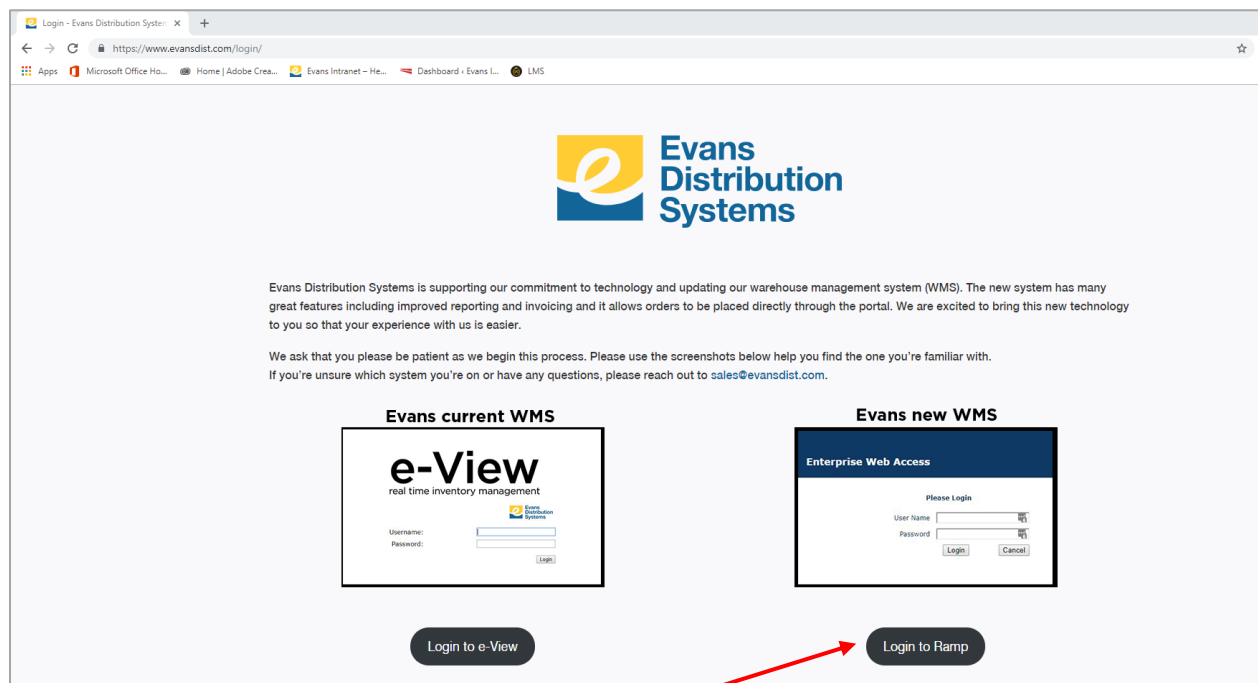 Login - Evans Distribution System
https://www.evansdist.com/login/
Apps Microsoft Office Ho... Home | Adobe Crea... Evans Intranet – He... Dashboard ‹ Evans I... LMS
Evans
Distribution
Systems
Evans Distribution Systems is supporting our commitment to technology and updating our warehouse management system (WMS). The new system has many
great features including improved reporting and invoicing and it allows orders to be placed directly through the portal. We are excited to bring this new technology
to you so that your experience with us is easier.
We ask that you please be patient as we begin this process. Please use the screenshots below help you find the one you're familiar with.
If you're unsure which system you're on or have any questions, please reach out to sales@evansdist.com.
Evans current WMS
e-View
real time inventory management
Evans
Distribution
Systems
Username:
Password:
Login
Login to e-View
Evans new WMS
Enterprise Web Access
Please Login
User Name
Password
Login Cancel
Login to Ramp